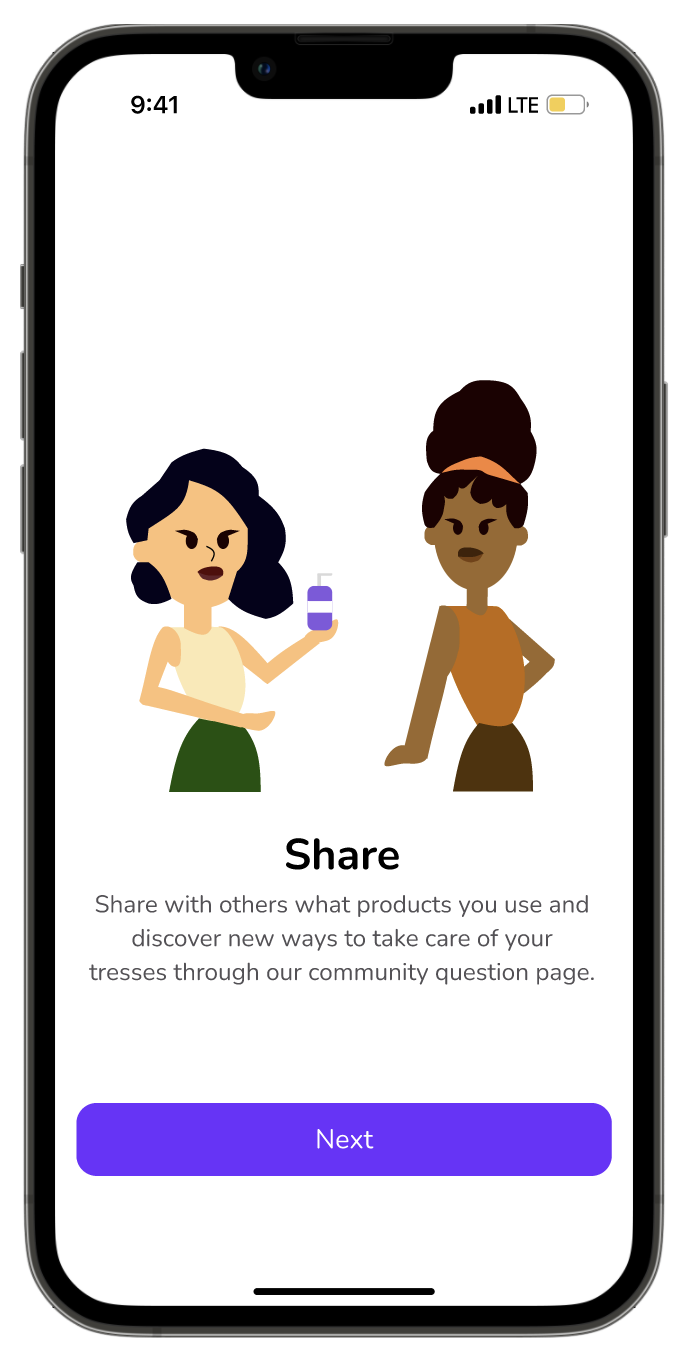 9:41 LTE
Share
Share with others what products you use and
discover new ways to take care of your
tresses through our community question page.
Next